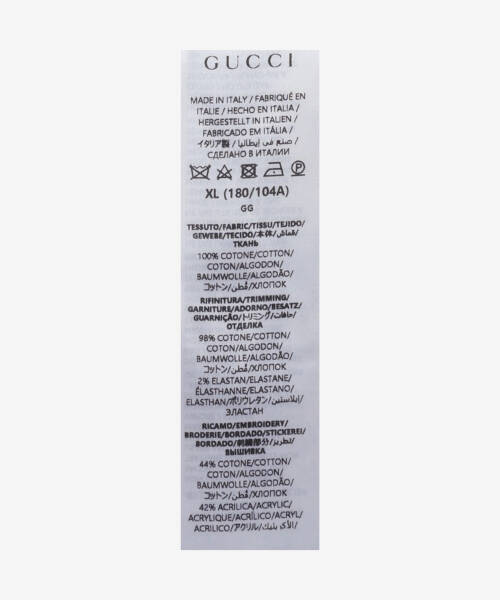 GUCCI
MADE IN ITALY / FABRIQUÉ EN
ITALIE / HECHO EN ITALIA /
HERGESTELLT IN ITALIEN /
FABRICADO EM ITÁLIA /
イタリア製 / صنع في إيطاليا /
СДЕЛАНО В ИТАЛИИ
XL (180/104A)
GG
TESSUTO/FABRIC/TISSU/TEJIDO/
GEWEBE/TECIDO/本体/قماش/
ТКАНЬ
100% COTONE/COTTON/
COTON/ALGODON/
BAUMWOLLE/ALGODÃO/
コットン/قطن/ХЛОПОК
RIFINITURA/TRIMMING/
GARNITURE/ADORNO/BESATZ/
GUARNIÇÃO/トリミング/حافات/
ОТДЕЛКА
98% COTONE/COTTON/
COTON/ALGODON/
BAUMWOLLE/ALGODÃO/
コットン/قطن/ХЛОПОК
2% ELASTAN/ELASTANE/
ÉLASTHANNE/ELASTANO/
ELASTHAN/ポリウレタン/إيلاستين/
ЭЛАСТАН
RICAMO/EMBROIDERY/
BRODERIE/BORDADO/STICKEREI/
BORDADO/刺繍部分/تطريز/
ВЫШИВКА
44% COTONE/COTTON/
COTON/ALGODON/
BAUMWOLLE/ALGODÃO/
コットン/قطن/ХЛОПОК
42% ACRILICA/ACRYLIC/
ACRYLIQUE/ACRÍLICO/ACRYL/
ACRILICO/アクリル/الأكريليك/